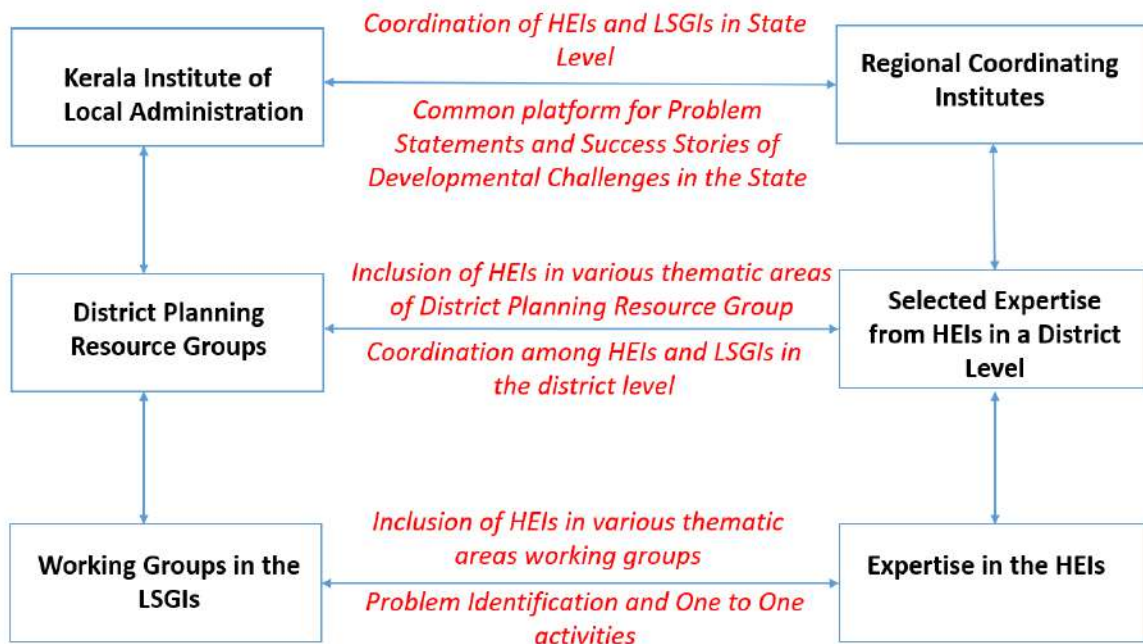 Coordination of HEIs and LSGIs in State
Level
Kerala Institute of
Local Administration
Regional Coordinating
Institutes
Common platform for Problem
Statements and Success Stories of
Developmental Challenges in the State
Inclusion of HEIs in various thematic areas
of District Planning Resource Group
District Planning
Resource Groups
Selected Expertise
from HEIs in a District
Level
Coordination among HEIs and LSGIs in
the district level
Inclusion of HEIs in various thematic
areas working groups
Working Groups in the
LSGIs
Expertise in the HEIs
Problem Identification and One to One
activities